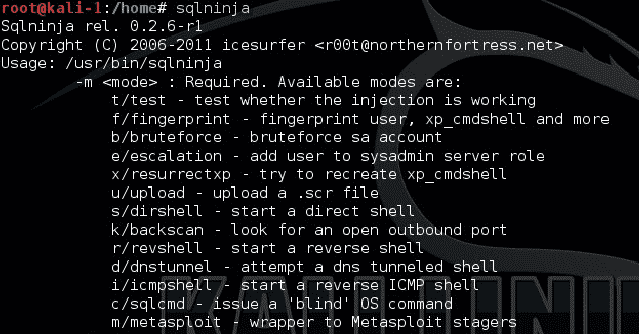 root@kali-1:/home# sqlninja
Sqlninja rel. 0.2.6-r1
Copyright (C) 2006-2011 icesurfer <r00t@northernfortress.net>
Usage: /usr/bin/sqlninja
-m <mode> : Required. Available modes are:
t/test - test whether the injection is working
f/fingerprint - fingerprint user, xp_cmdshell and more
b/bruteforce - bruteforce sa account
e/escalation - add user to sysadmin server role
x/resurrectxp - try to recreate xp_cmdshell
u/upload - upload a .scr file
s/dirshell - start a direct shell
k/backscan - look for an open outbound port
r/revshell - start a reverse shell
d/dnstunnel - attempt a dns tunneled shell
i/icmpshell - start a reverse ICMP shell
c/sqlcmd - issue a 'blind' OS command
m/metasploit - wrapper to Metasploit stagers